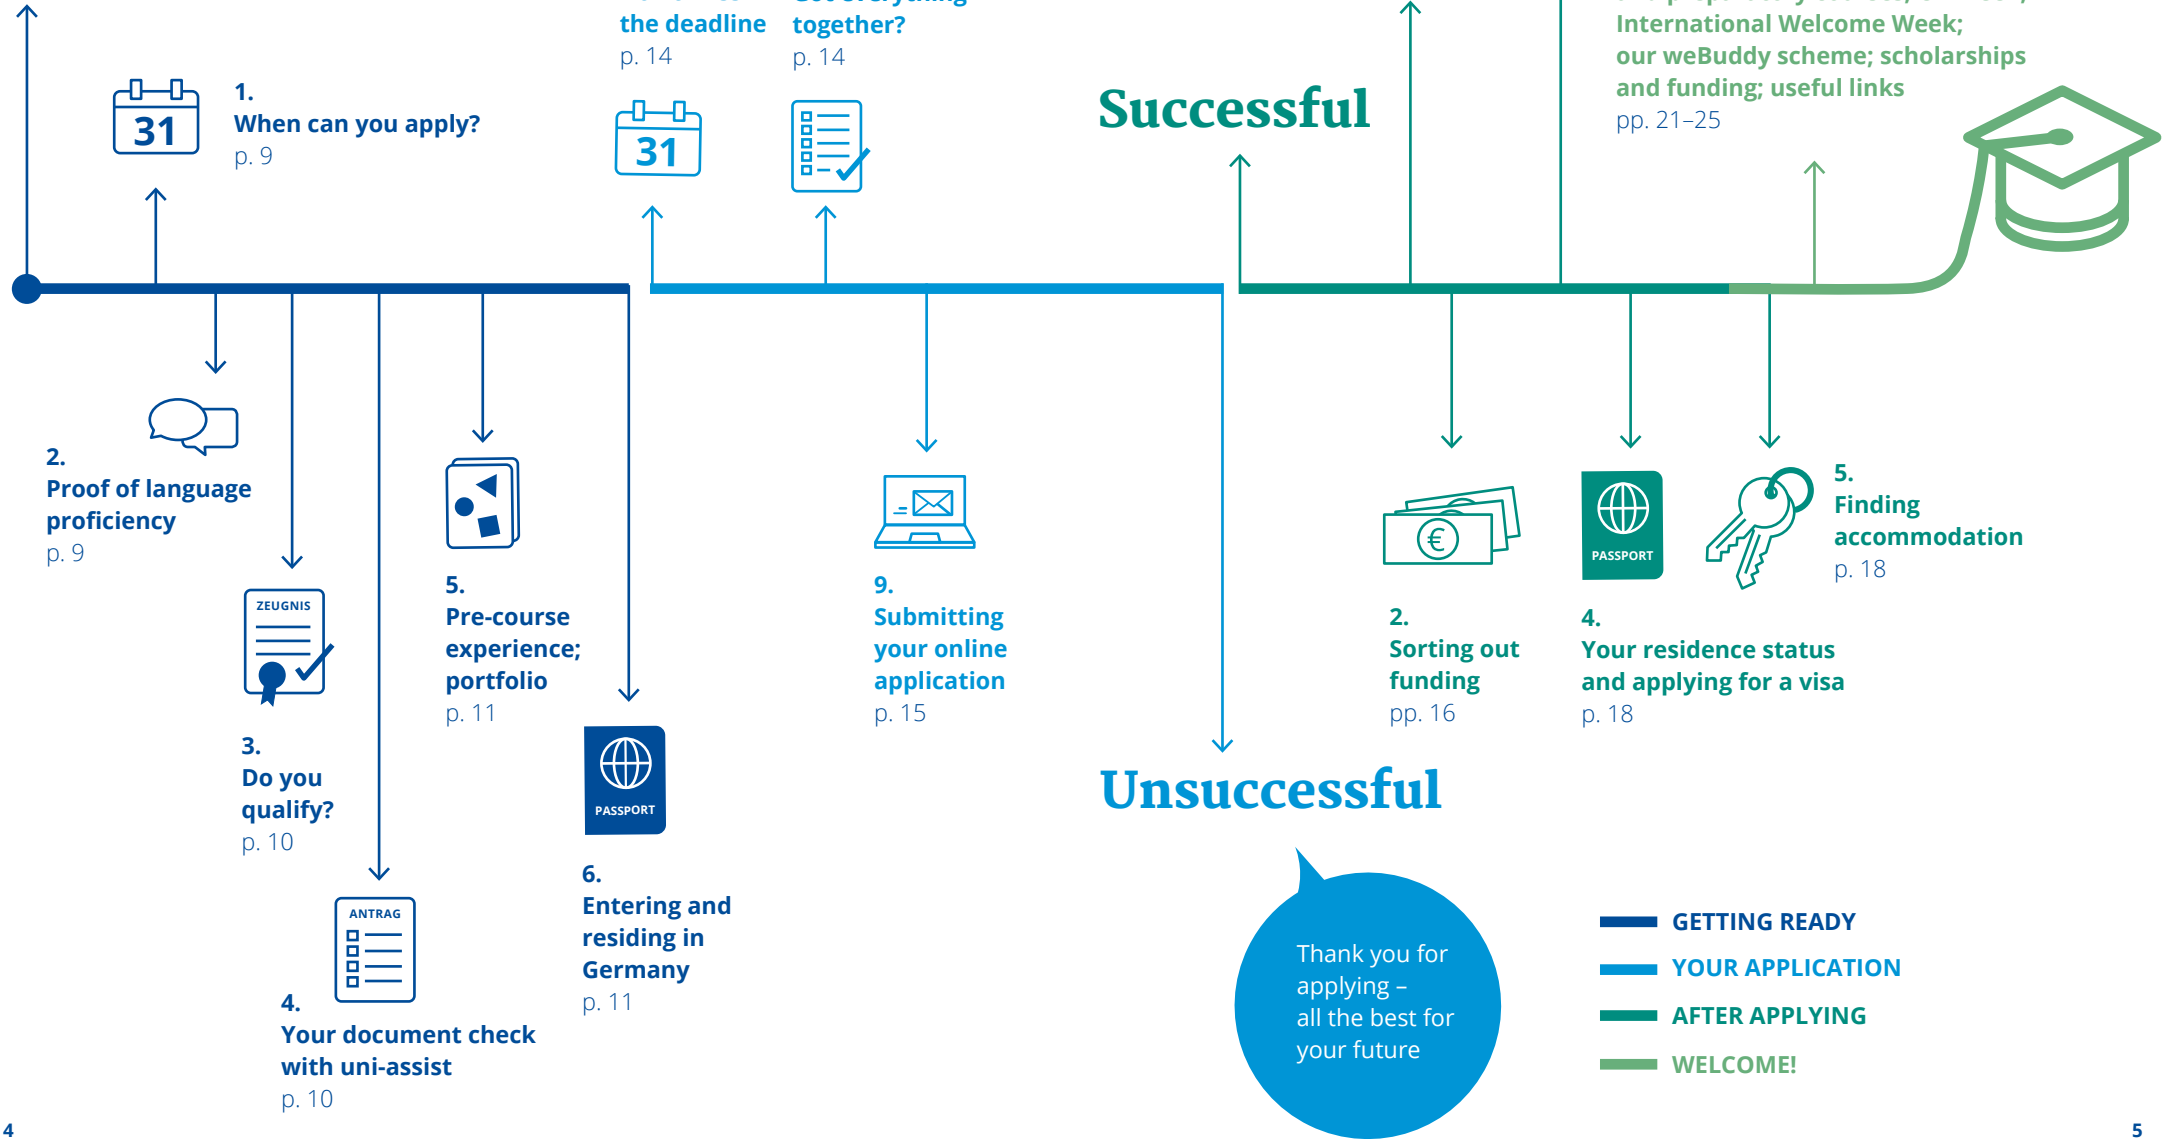 the deadline
p. 14
together?
p. 14
International Welcome Week;
our weBuddy scheme; scholarships
and funding; useful links
pp. 21–25
1.
When can you apply?
p. 9
31
31
Successful
2.
Proof of language
proficiency
p. 9
ZEUGNIS
3.
Do you
qualify?
p. 10
ANTRAG
4.
Your document check
with uni-assist
p. 10
5.
Pre-course
experience;
portfolio
p. 11
PASSPORT
6.
Entering and
residing in
Germany
p. 11
9.
Submitting
your online
application
p. 15
Unsuccessful
Thank you for
applying –
all the best for
your future
€
2.
Sorting out
funding
pp. 16
PASSPORT
4.
Your residence status
and applying for a visa
p. 18
5.
Finding
accommodation
p. 18
GETTING READY
YOUR APPLICATION
AFTER APPLYING
WELCOME!
4
5